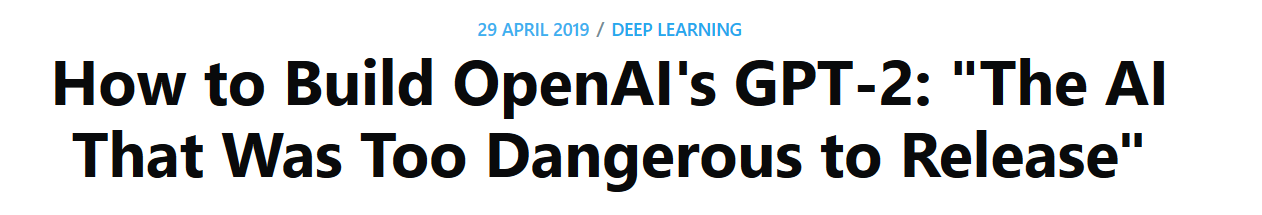 29 APRIL 2019 / DEEP LEARNING
How to Build OpenAI's GPT-2: "The AI
That Was Too Dangerous to Release"